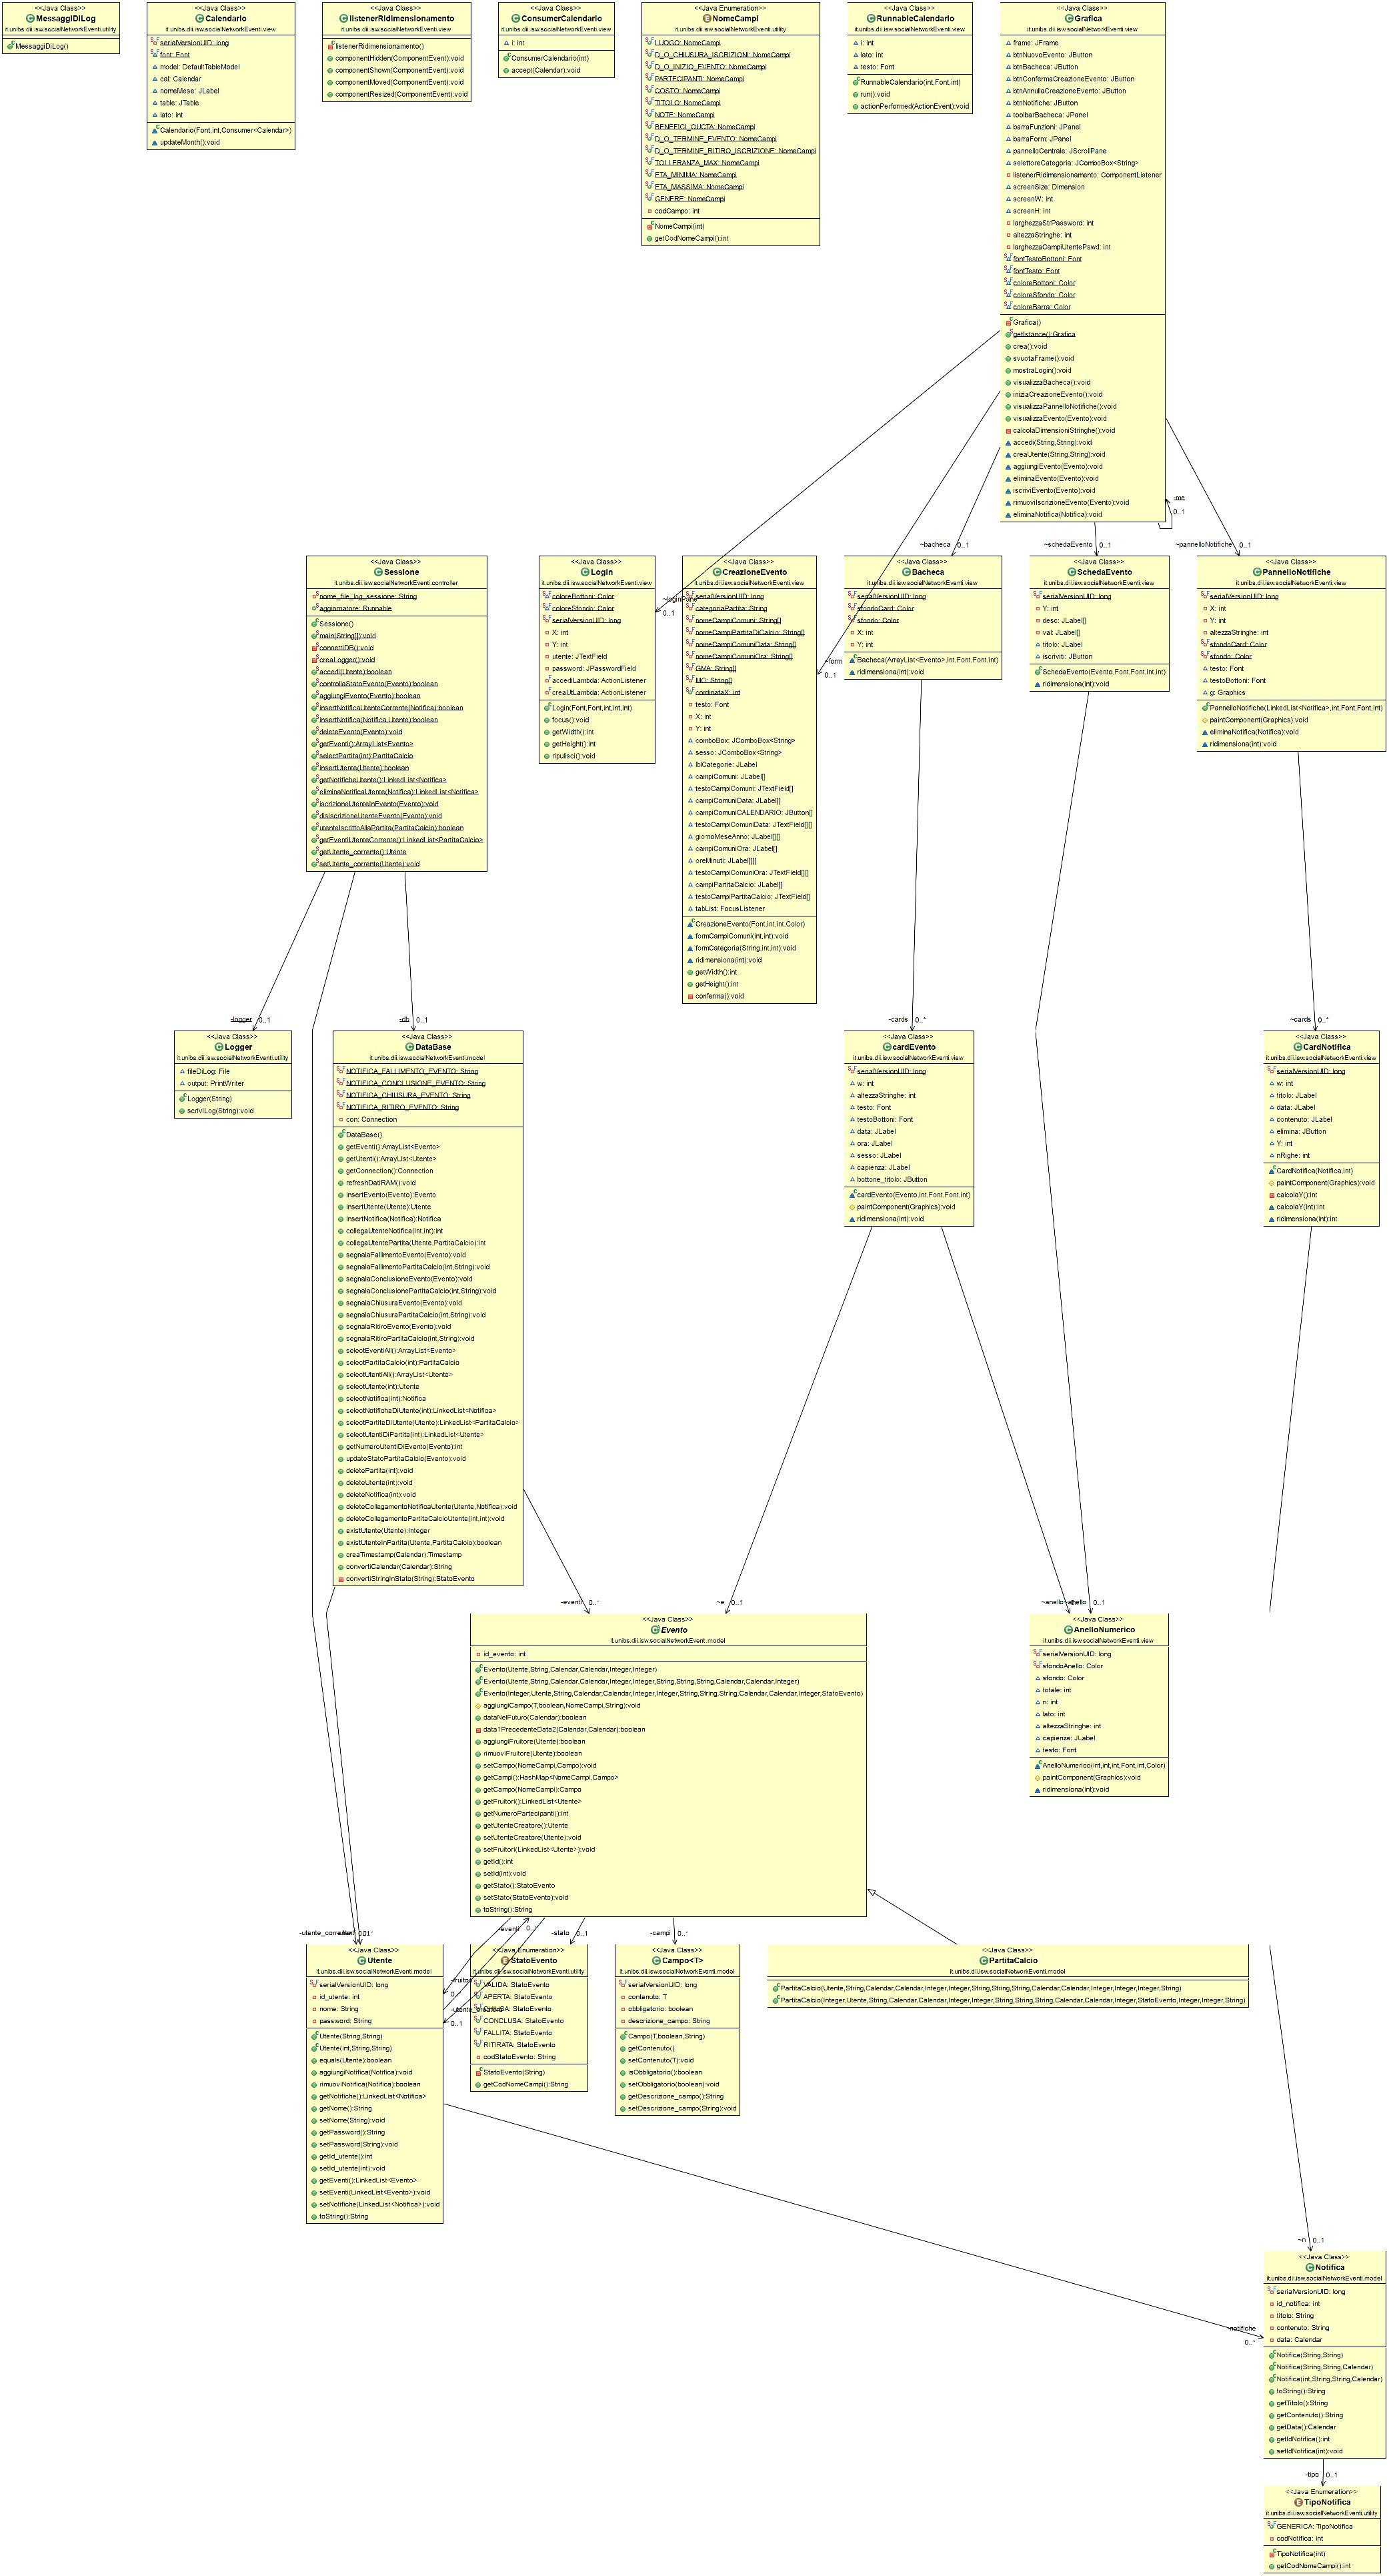 <<Java Class>>
MessaggiDiLog
it.unibs.dii.isw.socialNetworkEventi.utility
MessaggiDiLog()
<<Java Class>>
Calendario
it.unibs.dii.isw.socialNetworkEventi.view
serialVersionUID: long
font: Font
model: DefaultTableModel
cal: Calendar
nomeMese: JLabel
table: JTable
lato: int
Calendario(Font,int,Consumer<Calendar>)
updateMonth():void
<<Java Class>>
listenerRidimensionamento
it.unibs.dii.isw.socialNetworkEventi.view
listenerRidimensionamento()
componentHidden(ComponentEvent):void
componentShown(ComponentEvent):void
componentMoved(ComponentEvent):void
componentResized(ComponentEvent):void
<<Java Class>>
ConsumerCalendario
it.unibs.dii.isw.socialNetworkEventi.view
i: int
ConsumerCalendario(int)
accept(Calendar):void
<<Java Enumeration>>
NomeCampi
it.unibs.dii.isw.socialNetworkEventi.utility
LUOGO: NomeCampi
D_O_CHIUSURA_ISCRIZIONI: NomeCampi
D_O_INIZIO_EVENTO: NomeCampi
PARTECIPANTI: NomeCampi
COSTO: NomeCampi
TITOLO: NomeCampi
NOTE: NomeCampi
BENEFICI_QUOTA: NomeCampi
D_O_TERMINE_EVENTO: NomeCampi
D_O_TERMINE_RITIRO_ISCRIZIONE: NomeCampi
TOLLERANZA_MAX: NomeCampi
ETA_MINIMA: NomeCampi
ETA_MASSIMA: NomeCampi
GENERE: NomeCampi
codCampo: int
NomeCampi(int)
getCodNomeCampi():int
<<Java Class>>
RunnableCalendario
it.unibs.dii.isw.socialNetworkEventi.view
i: int
lato: int
testo: Font
RunnableCalendario(int,Font,int)
run():void
actionPerformed(ActionEvent):void
<<Java Class>>
Grafica
it.unibs.dii.isw.socialNetworkEventi.view
frame: JFrame
btnNuovoEvento: JButton
btnBacheca: JButton
btnConfermaCreazioneEvento: JButton
btnAnnullaCreazioneEvento: JButton
btnNotifiche: JButton
toolbarBacheca: JPanel
barraFunzioni: JPanel
barraForm: JPanel
pannelloCentrale: JScrollPane
selettoreCategoria: JComboBox<String>
listenerRidimensionamento: ComponentListener
screenSize: Dimension
screenW: int
screenH: int
larghezzaStrPassword: int
altezzaStringhe: int
larghezzaCampiUtentePswd: int
fontTestoBottoni: Font
fontTesto: Font
coloreBottoni: Color
coloreSfondo: Color
coloreBarra: Color
Grafica()
getIstance():Grafica
crea():void
svuotaFrame():void
mostraLogin():void
visualizzaBacheca():void
iniziaCreazioneEvento():void
visualizzaPannelloNotifiche():void
visualizzaEvento(Evento):void
calcolaDimensioniStringhe():void
accedi(String,String):void
creaUtente(String,String):void
aggiungiEvento(Evento):void
eliminaEvento(Evento):void
iscriviEvento(Evento):void
rimuoviIscrizioneEvento(Evento):void
eliminaNotifica(Notifica):void
-me
0..1
~bacheca 0..1
~schedaEvento 0..1
~pannelloNotifiche 0..1
~loginPane
0..1
~form
0..1
<<Java Class>>
Sessione
it.unibs.dii.isw.socialNetworkEventi.controller
nome_file_log_sessione: String
aggiornatore: Runnable
Sessione()
main(String[]):void
connettiDB():void
creaLogger():void
accedi(Utente):boolean
controllaStatoEvento(Evento):boolean
aggiungiEvento(Evento):boolean
insertNotificaUtenteCorrente(Notifica):boolean
insertNotifica(Notifica,Utente):boolean
deleteEvento(Evento):void
getEventi():ArrayList<Evento>
selectPartita(int):PartitaCalcio
insertUtente(Utente):boolean
getNotificheUtente():LinkedList<Notifica>
eliminaNotificaUtente(Notifica):LinkedList<Notifica>
iscrizioneUtenteInEvento(Evento):void
disiscrizioneUtenteEvento(Evento):void
utenteIscrittoAllaPartita(PartitaCalcio):boolean
getEventiUtenteCorrente():LinkedList<PartitaCalcio>
getUtente_corrente():Utente
setUtente_corrente(Utente):void
<<Java Class>>
Login
it.unibs.dii.isw.socialNetworkEventi.view
coloreBottoni: Color
coloreSfondo: Color
serialVersionUID: long
X: int
Y: int
utente: JTextField
password: JPasswordField
accediLambda: ActionListener
creaUtLambda: ActionListener
Login(Font,Font,int,int,int)
focus():void
getWidth():int
getHeight():int
ripulisci():void
<<Java Class>>
CreazioneEvento
it.unibs.dii.isw.socialNetworkEventi.view
serialVersionUID: long
categoriaPartita: String
nomeCampiComuni: String[]
nomeCampiPartitaDiCalcio: String[]
nomeCampiComuniData: String[]
nomeCampiComuniOra: String[]
GMA: String[]
MO: String[]
cordinataX: int
testo: Font
X: int
Y: int
comboBox: JComboBox<String>
sesso: JComboBox<String>
lblCategorie: JLabel
campiComuni: JLabel[]
testoCampiComuni: JTextField[]
campiComuniData: JLabel[]
campiComuniCALENDARIO: JButton[]
testoCampiComuniData: JTextField[][]
giornoMeseAnno: JLabel[][]
campiComuniOra: JLabel[]
oreMinuti: JLabel[][]
testoCampiComuniOra: JTextField[][]
campiPartitaCalcio: JLabel[]
testoCampiPartitaCalcio: JTextField[]
tabList: FocusListener
CreazioneEvento(Font,int,int,Color)
formCampiComuni(int,int):void
formCategoria(String,int,int):void
ridimensiona(int):void
getWidth():int
getHeight():int
conferma():void
<<Java Class>>
Bacheca
it.unibs.dii.isw.socialNetworkEventi.view
serialVersionUID: long
sfondoCard: Color
sfondo: Color
X: int
Y: int
Bacheca(ArrayList<Evento>,int,Font,Font,int)
ridimensiona(int):void
<<Java Class>>
SchedaEvento
it.unibs.dii.isw.socialNetworkEventi.view
serialVersionUID: long
Y: int
desc: JLabel[]
val: JLabel[]
titolo: JLabel
iscriviti: JButton
SchedaEvento(Evento,Font,Font,int,int)
ridimensiona(int):void
<<Java Class>>
PannelloNotifiche
it.unibs.dii.isw.socialNetworkEventi.view
serialVersionUID: long
X: int
Y: int
altezzaStringhe: int
sfondoCard: Color
sfondo: Color
testo: Font
testoBottoni: Font
g: Graphics
PannelloNotifiche(LinkedList<Notifica>,int,Font,Font,int)
paintComponent(Graphics):void
eliminaNotifica(Notifica):void
ridimensiona(int):void
-logger 0..1
-db 0..1
-cards 0..*
~cards 0..*
<<Java Class>>
Logger
it.unibs.dii.isw.socialNetworkEventi.utility
fileDiLog: File
output: PrintWriter
Logger(String)
scriviLog(String):void
<<Java Class>>
DataBase
it.unibs.dii.isw.socialNetworkEventi.model
NOTIFICA_FALLIMENTO_EVENTO: String
NOTIFICA_CONCLUSIONE_EVENTO: String
NOTIFICA_CHIUSURA_EVENTO: String
NOTIFICA_RITIRO_EVENTO: String
con: Connection
DataBase()
getEventi():ArrayList<Evento>
getUtenti():ArrayList<Utente>
getConnection():Connection
refreshDatiRAM():void
insertEvento(Evento):Evento
insertUtente(Utente):Utente
insertNotifica(Notifica):Notifica
collegaUtenteNotifica(int,int):int
collegaUtentePartita(Utente,PartitaCalcio):int
segnalaFallimentoEvento(Evento):void
segnalaFallimentoPartitaCalcio(int,String):void
segnalaConclusioneEvento(Evento):void
segnalaConclusionePartitaCalcio(int,String):void
segnalaChiusuraEvento(Evento):void
segnalaChiusuraPartitaCalcio(int,String):void
segnalaRitiroEvento(Evento):void
segnalaRitiroPartitaCalcio(int,String):void
selectEventiAll():ArrayList<Evento>
selectPartitaCalcio(int):PartitaCalcio
selectUtentiAll():ArrayList<Utente>
selectUtente(int):Utente
selectNotifica(int):Notifica
selectNotificheDiUtente(int):LinkedList<Notifica>
selectPartiteDiUtente(Utente):LinkedList<PartitaCalcio>
selectUtentiDiPartita(int):LinkedList<Utente>
getNumeroUtentiDiEvento(Evento):int
updateStatoPartitaCalcio(Evento):void
deletePartita(int):void
deleteUtente(int):void
deleteNotifica(int):void
deleteCollegamentoNotificaUtente(Utente,Notifica):void
deleteCollegamentoPartitaCalcioUtente(int,int):void
existUtente(Utente):Integer
existUtenteInPartita(Utente,PartitaCalcio):boolean
creaTimestamp(Calendar):Timestamp
convertiCalendar(Calendar):String
convertiStringInStato(String):StatoEvento
<<Java Class>>
cardEvento
it.unibs.dii.isw.socialNetworkEventi.view
serialVersionUID: long
w: int
altezzaStringhe: int
testo: Font
testoBottoni: Font
data: JLabel
ora: JLabel
sesso: JLabel
capienza: JLabel
bottone_titolo: JButton
cardEvento(Evento,int,Font,Font,int)
paintComponent(Graphics):void
ridimensiona(int):void
<<Java Class>>
CardNotifica
it.unibs.dii.isw.socialNetworkEventi.view
serialVersionUID: long
w: int
titolo: JLabel
data: JLabel
contenuto: JLabel
elimina: JButton
Y: int
nRighe: int
CardNotifica(Notifica,int)
paintComponent(Graphics):void
calcolaY():int
calcolaY(int):int
ridimensiona(int):int
-eventi 0..*
~e 0..1
~anello
0..1
<<Java Class>>
Evento
it.unibs.dii.isw.socialNetworkEventi.model
id_evento: int
Evento(Utente,String,Calendar,Calendar,Integer,Integer)
Evento(Utente,String,Calendar,Calendar,Integer,Integer,String,String,String,Calendar,Calendar,Integer)
Evento(Integer,Utente,String,Calendar,Calendar,Integer,Integer,String,String,String,Calendar,Calendar,Integer,StatoEvento)
aggiungiCampo(T,boolean,NomeCampi,String):void
dataNelFuturo(Calendar):boolean
data1PrecedenteData2(Calendar,Calendar):boolean
aggiungiFruitore(Utente):boolean
rimuoviFruitore(Utente):boolean
setCampo(NomeCampi,Campo):void
getCampi():HashMap<NomeCampi,Campo>
getCampo(NomeCampi):Campo
getFruitori():LinkedList<Utente>
getNumeroPartecipanti():int
getUtenteCreatore():Utente
setUtenteCreatore(Utente):void
setFruitori(LinkedList<Utente>):void
getId():int
setId(int):void
getStato():StatoEvento
setStato(StatoEvento):void
toString():String
<<Java Class>>
AnelloNumerico
it.unibs.dii.isw.socialNetworkEventi.view
serialVersionUID: long
sfondoAnello: Color
sfondo: Color
totale: int
n: int
lato: int
altezzaStringhe: int
capienza: JLabel
testo: Font
AnelloNumerico(int,int,int,Font,int,Color)
paintComponent(Graphics):void
ridimensiona(int):void
-eventi
-stato 0..1
-campi 0..*
<<Java Class>>
Utente
it.unibs.dii.isw.socialNetworkEventi.model
serialVersionUID: long
id_utente: int
nome: String
password: String
Utente(String,String)
Utente(int,String,String)
equals(Utente):boolean
aggiungiNotifica(Notifica):void
rimuoviNotifica(Notifica):boolean
getNotifiche():LinkedList<Notifica>
getNome():String
setNome(String):void
getPassword():String
setPassword(String):void
getId_utente():int
setId_utente(int):void
getEventi():LinkedList<Evento>
setEventi(LinkedList<Evento>):void
setNotifiche(LinkedList<Notifica>):void
toString():String
0..1
<<Java Enumeration>>
StatoEvento
it.unibs.dii.isw.socialNetworkEventi.utility
VALIDA: StatoEvento
APERTA: StatoEvento
CHIUSA: StatoEvento
CONCLUSA: StatoEvento
FALLITA: StatoEvento
RITIRATA: StatoEvento
codStatoEvento: String
StatoEvento(String)
getCodNomeCampi():String
<<Java Class>>
Campo<T>
it.unibs.dii.isw.socialNetworkEventi.model
serialVersionUID: long
contenuto: T
obbligatorio: boolean
descrizione_campo: String
Campo(T,boolean,String)
getContenuto()
setContenuto(T):void
isObbligatorio():boolean
setObbligatorio(boolean):void
getDescrizione_campo():String
setDescrizione_campo(String):void
<<Java Class>>
PartitaCalcio
it.unibs.dii.isw.socialNetworkEventi.model
PartitaCalcio(Utente,String,Calendar,Calendar,Integer,Integer,String,String,String,Calendar,Calendar,Integer,Integer,Integer,String)
PartitaCalcio(Integer,Utente,String,Calendar,Calendar,Integer,Integer,String,String,String,Calendar,Calendar,Integer,StatoEvento,Integer,Integer,String)
~n 0..1
<<Java Class>>
Notifica
it.unibs.dii.isw.socialNetworkEventi.model
serialVersionUID: long
id_notifica: int
titolo: String
contenuto: String
data: Calendar
Notifica(String,String)
Notifica(String,String,Calendar)
Notifica(int,String,String,Calendar)
toString():String
getTitolo():String
getContenuto():String
getData():Calendar
getIdNotifica():int
setIdNotifica(int):void
-notifiche
0..*
-tipo 0..1
<<Java Enumeration>>
TipoNotifica
it.unibs.dii.isw.socialNetworkEventi.utility
GENERICA: TipoNotifica
codNotifica: int
TipoNotifica(int)
getCodNomeCampi():int